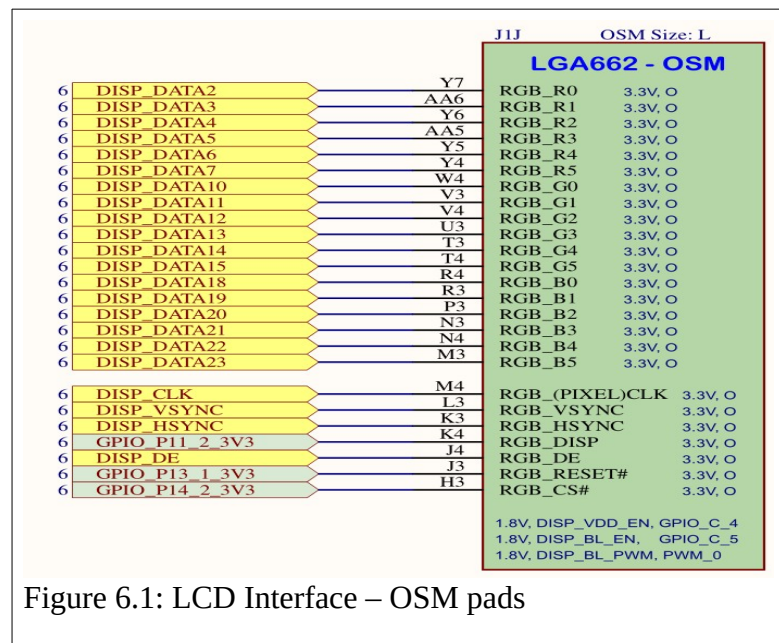 J1J OSM Size: L
LGA662 - OSM
6 DISP_DATA2 Y7 RGB_R0 3.3V, O
6 DISP_DATA3 AA6 RGB_R1 3.3V, O
6 DISP_DATA4 Y6 RGB_R2 3.3V, O
6 DISP_DATA5 AA5 RGB_R3 3.3V, O
6 DISP_DATA6 Y5 RGB_R4 3.3V, O
6 DISP_DATA7 Y4 RGB_R5 3.3V, O
6 DISP_DATA10 W4 RGB_G0 3.3V, O
6 DISP_DATA11 V3 RGB_G1 3.3V, O
6 DISP_DATA12 V4 RGB_G2 3.3V, O
6 DISP_DATA13 U3 RGB_G3 3.3V, O
6 DISP_DATA14 T3 RGB_G4 3.3V, O
6 DISP_DATA15 T4 RGB_G5 3.3V, O
6 DISP_DATA18 R4 RGB_B0 3.3V, O
6 DISP_DATA19 R3 RGB_B1 3.3V, O
6 DISP_DATA20 P3 RGB_B2 3.3V, O
6 DISP_DATA21 N3 RGB_B3 3.3V, O
6 DISP_DATA22 N4 RGB_B4 3.3V, O
6 DISP_DATA23 M3 RGB_B5 3.3V, O
6 DISP_CLK M4 RGB_(PIXEL)CLK 3.3V, O
6 DISP_VSYNC L3 RGB_VSYNC 3.3V, O
6 DISP_HSYNC K3 RGB_HSYNC 3.3V, O
6 GPIO_P11_2_3V3 K4 RGB_DISP 3.3V, O
6 DISP_DE J4 RGB_DE 3.3V, O
6 GPIO_P13_1_3V3 J3 RGB_RESET# 3.3V, O
6 GPIO_P14_2_3V3 H3 RGB_CS# 3.3V, O
1.8V, DISP_VDD_EN, GPIO_C_4
1.8V, DISP_BL_EN, GPIO_C_5
1.8V, DISP_BL_PWM, PWM_0
Figure 6.1: LCD Interface – OSM pads